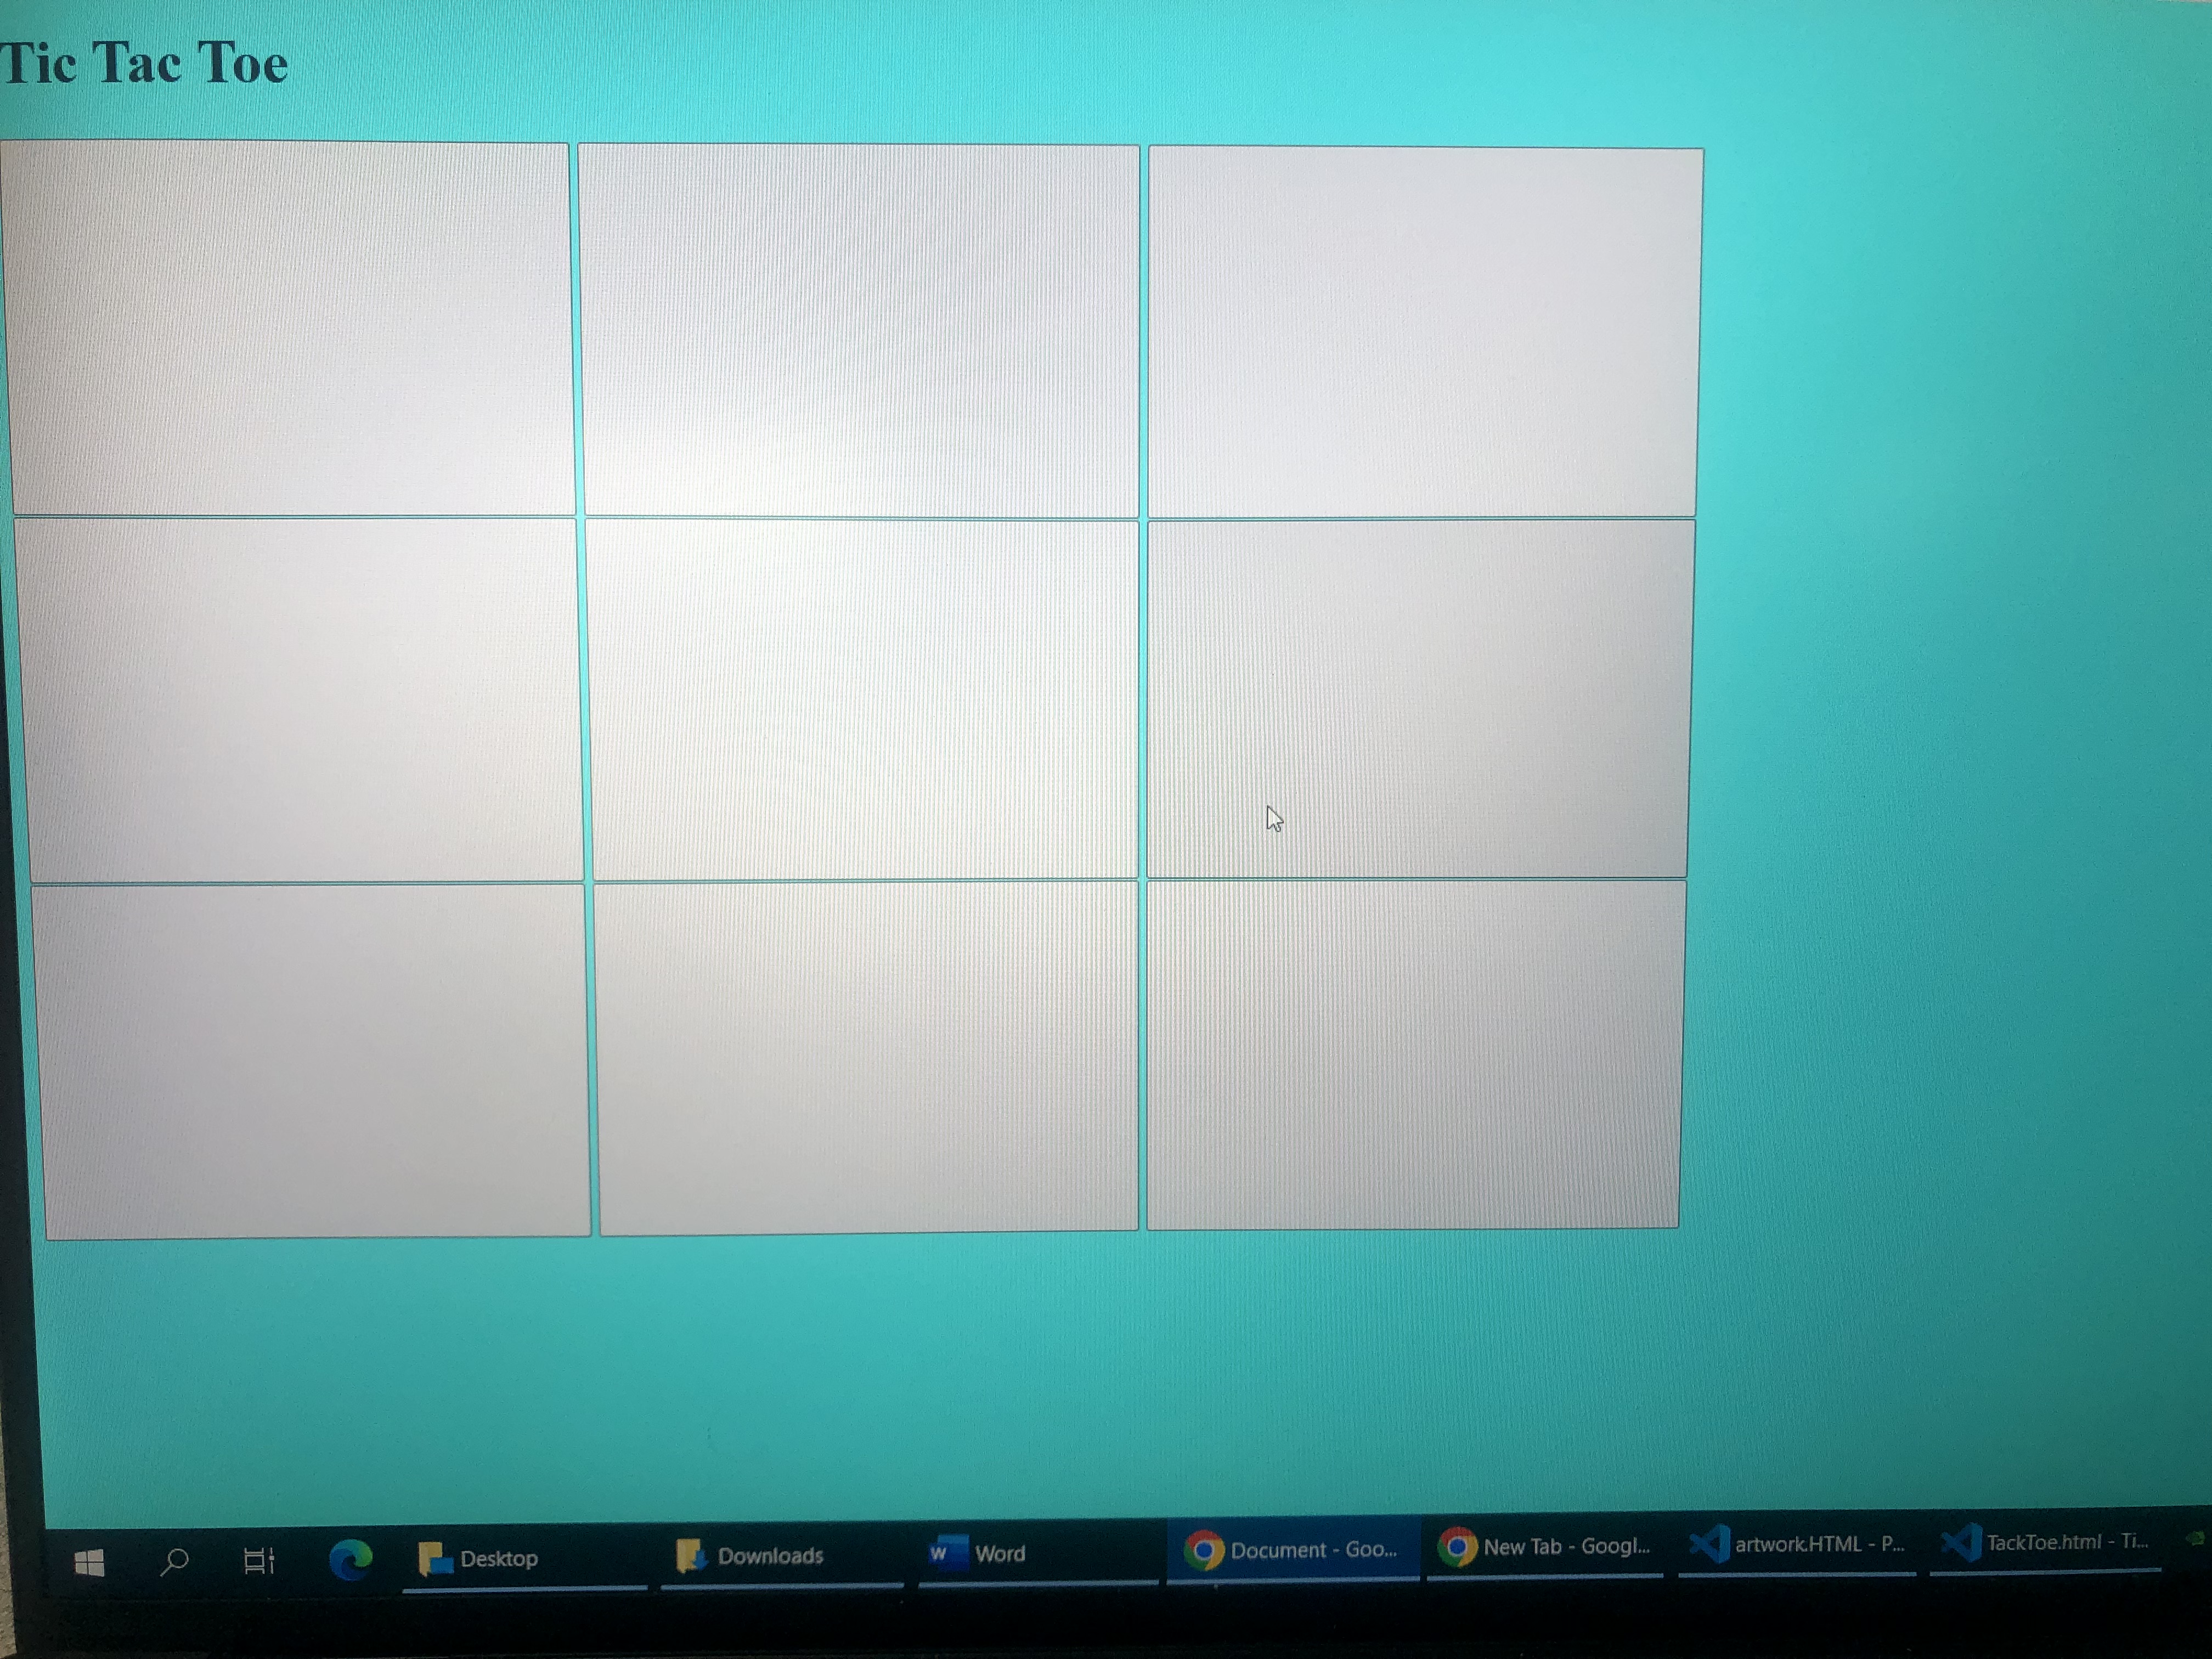 Tic Tac Toe
Desktop
Downloads
W Word
Document - Goo...
New Tab - Googl...
artwork.HTML - P...
TackToe.html - Ti...